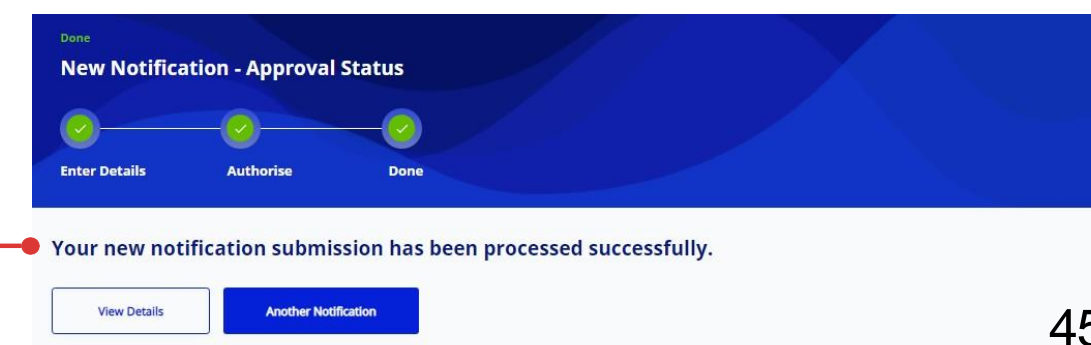 Done
New Notification - Approval Status
Enter Details Authorise Done
Your new notification submission has been processed successfully.
View Details Another Notification
45